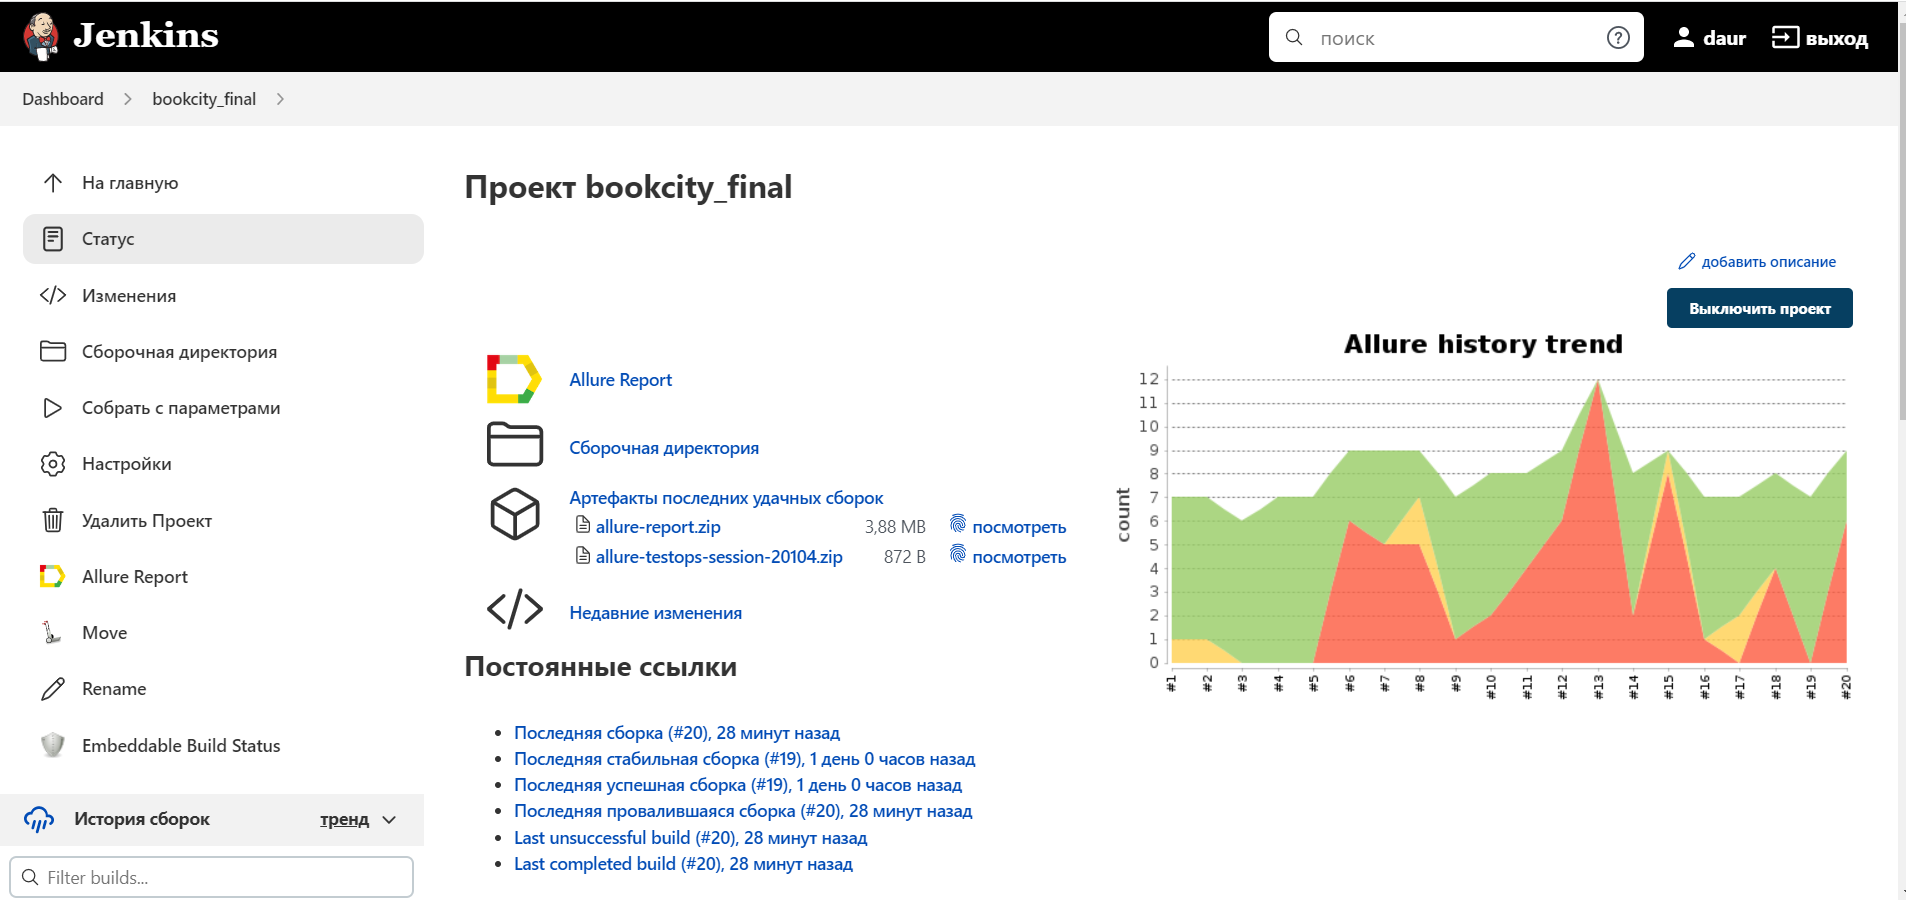 Jenkins
поиск
daur
выход
Dashboard
bookcity_final
На главную
Статус
Изменения
Сборочная директория
Собрать с параметрами
Настройки
Удалить Проект
Allure Report
Move
Rename
Embeddable Build Status
История сборок
тренд
Filter builds...
Проект bookcity_final
добавить описание
Выключить проект
Allure Report
Сборочная директория
Артефакты последних удачных сборок
allure-report.zip 3,88 MB посмотреть
allure-testops-session-20104.zip 872 B посмотреть
Недавние изменения
Постоянные ссылки
Последняя сборка (#20), 28 минут назад
Последняя стабильная сборка (#19), 1 день 0 часов назад
Последняя успешная сборка (#19), 1 день 0 часов назад
Последняя провалившаяся сборка (#20), 28 минут назад
Last unsuccessful build (#20), 28 минут назад
Last completed build (#20), 28 минут назад
Allure history trend
count
12
11
10
9
8
7
6
5
4
3
2
1
0
#1 #2 #3 #4 #5 #6 #7 #8 #9 #10 #11 #12 #13 #14 #15 #16 #17 #18 #19 #20